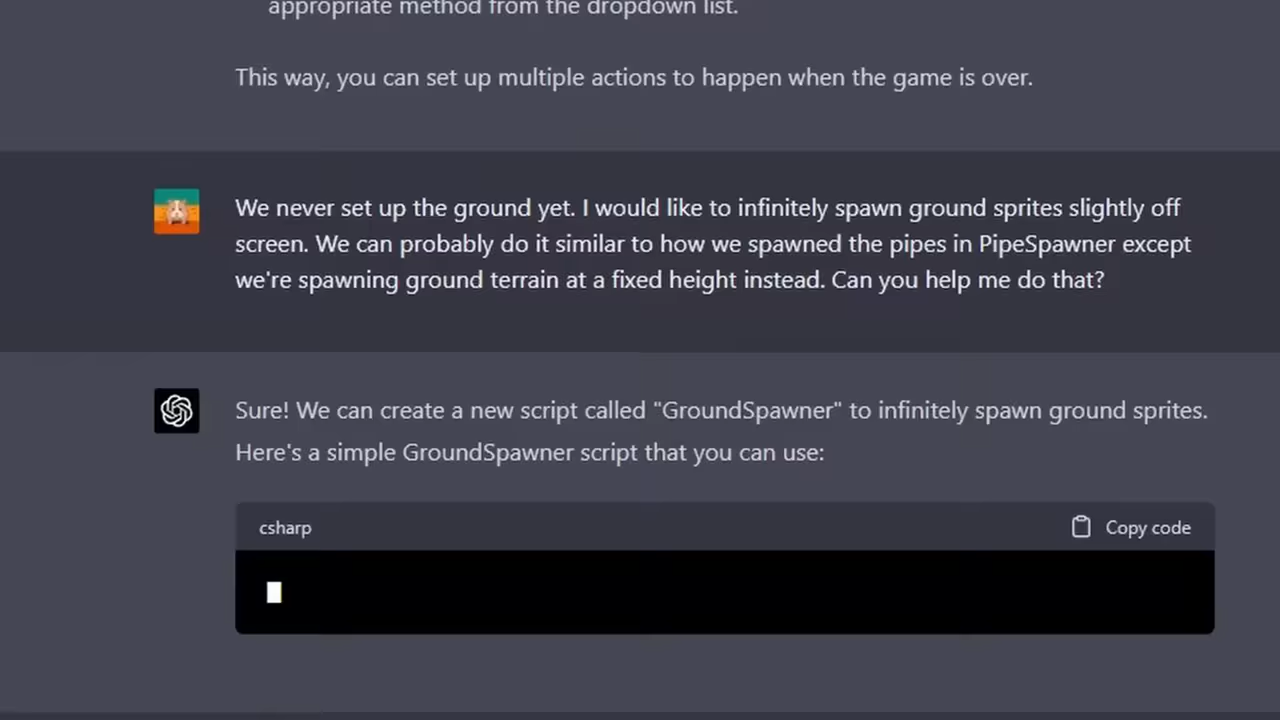 appropriate method from the dropdown list.
This way, you can set up multiple actions to happen when the game is over.
We never set up the ground yet. I would like to infinitely spawn ground sprites slightly off
screen. We can probably do it similar to how we spawned the pipes in PipeSpawner except
we're spawning ground terrain at a fixed height instead. Can you help me do that?
Sure! We can create a new script called "GroundSpawner" to infinitely spawn ground sprites.
Here's a simple GroundSpawner script that you can use:
csharp
Copy code